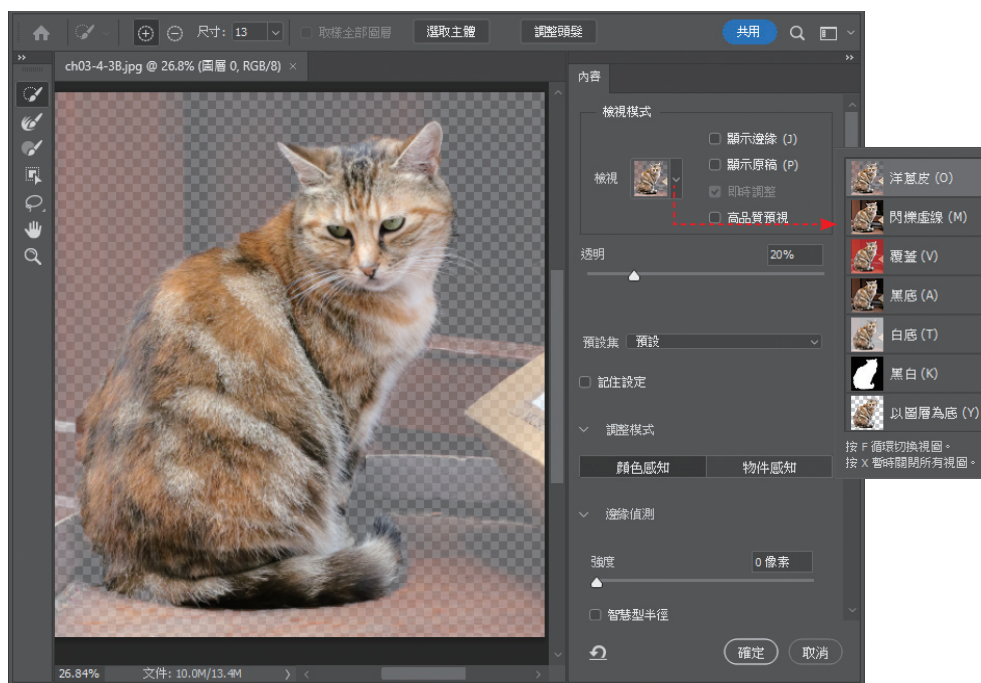 尺寸: 13
取樣全部圖層
選取主體
調整頭髮
共用
ch03-4-3B.jpg @ 26.8% (圖層 0, RGB/8) ×
內容
檢視模式
顯示邊緣 (J)
檢視
顯示原稿 (P)
即時調整
高品質預視
透明
20%
預設集
預設
記住設定
調整模式
顏色感知
物件感知
邊緣偵測
強度
0 像素
智慧型半徑
確定
取消
26.84%
文件: 10.0M/13.4M
洋蔥皮 (O)
閃爍虛線 (M)
覆蓋 (V)
黑底 (A)
白底 (T)
黑白 (K)
以圖層為底 (Y)
按 F 循環切換視圖。
按 X 暫時關閉所有視圖。